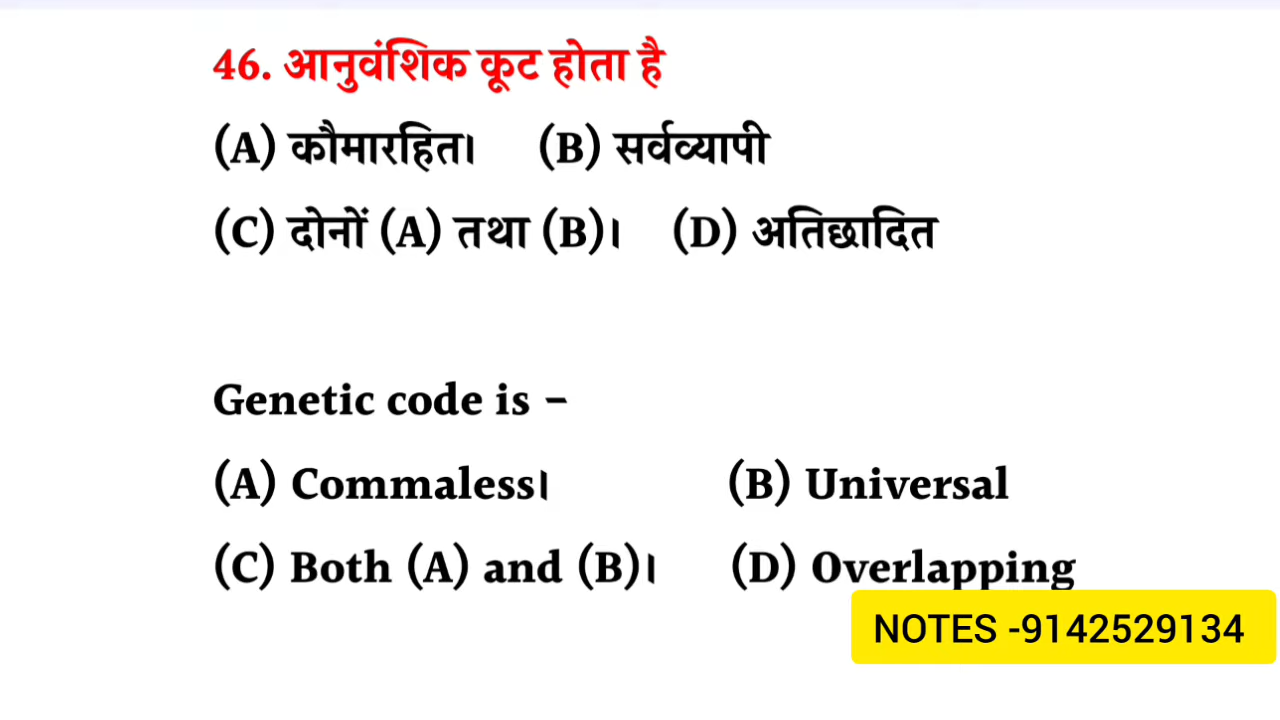 46. आनुवंशिक कूट होता है
(A) कौमारहित। (B) सर्वव्यापी
(C) दोनों (A) तथा (B)। (D) अतिछादित
Genetic code is -
(A) Commaless। (B) Universal
(C) Both (A) and (B)। (D) Overlapping
NOTES -9142529134